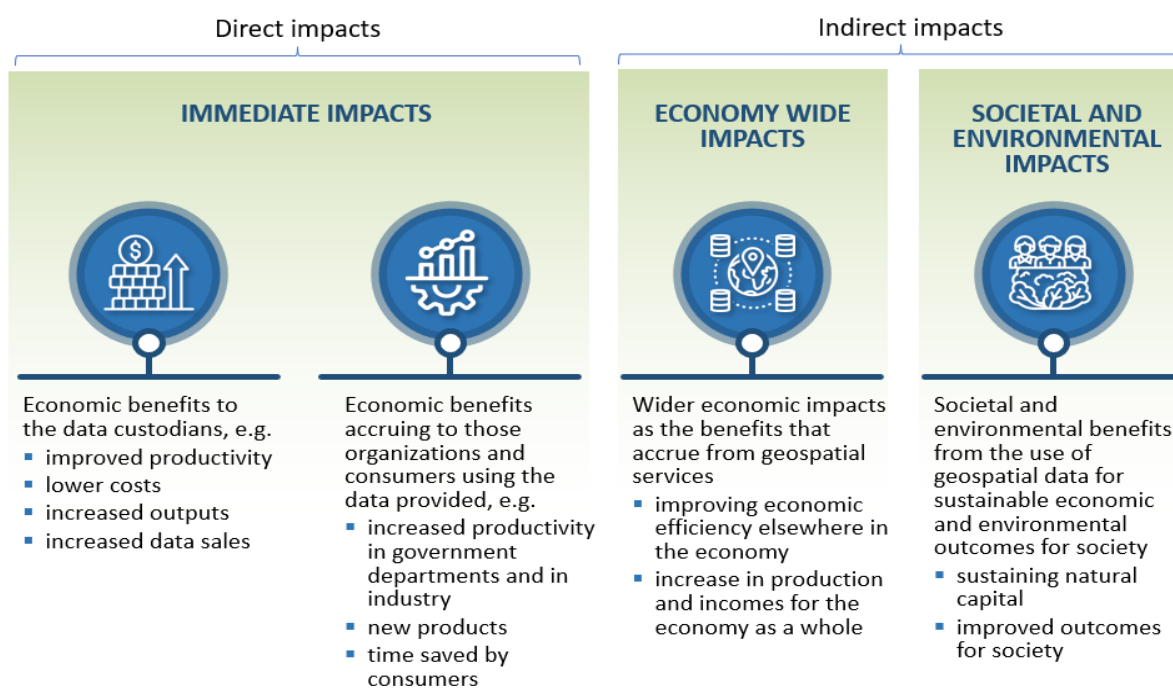 Direct impacts
Indirect impacts
IMMEDIATE IMPACTS
ECONOMY WIDE
IMPACTS
SOCIETAL AND
ENVIRONMENTAL
IMPACTS
$
Economic benefits to
the data custodians, e.g.
▪ improved productivity
▪ lower costs
▪ increased outputs
▪ increased data sales
Economic benefits
accruing to those
organizations and
consumers using the
data provided, e.g.
▪ increased productivity
in government
departments and in
industry
▪ new products
▪ time saved by
consumers
Wider economic impacts
as the benefits that
accrue from geospatial
services
▪ improving economic
efficiency elsewhere in
the economy
▪ increase in production
and incomes for the
economy as a whole
Societal and
environmental benefits
from the use of
geospatial data for
sustainable economic
and environmental
outcomes for society
▪ sustaining natural
capital
▪ improved outcomes
for society